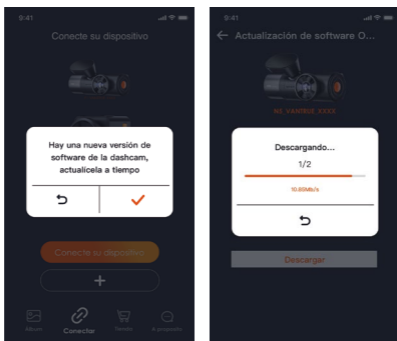 9:41
Conecte su dispositivo
Hay una nueva versión de
software de la dashcam,
actualícela a tiempo
Conecte su dispositivo
+
Álbum
Conectar
Tienda
A propósito
9:41
← Actualización de software O...
Descargando...
1/2
10.85Mb/s
Descargar